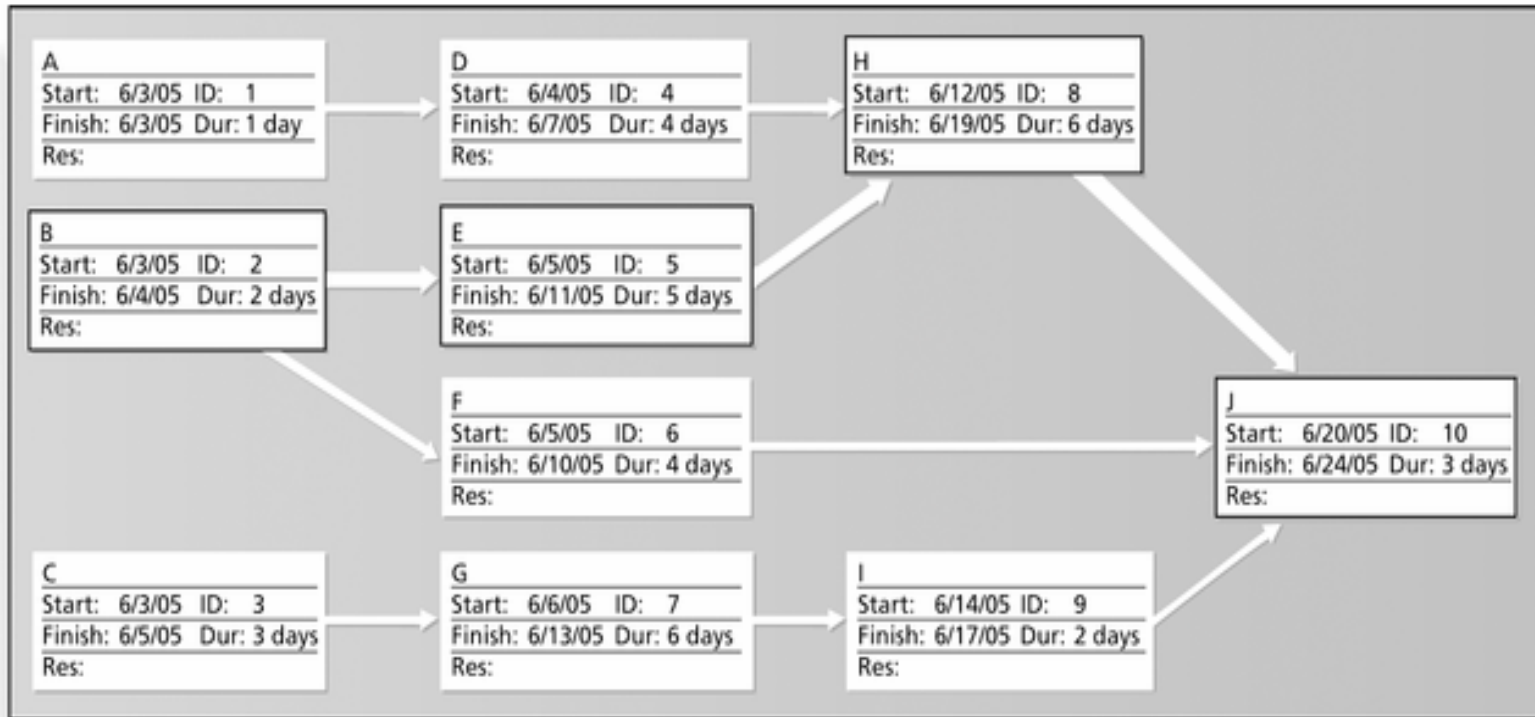 A
Start: 6/3/05 ID: 1
Finish: 6/3/05 Dur: 1 day
Res:
D
Start: 6/4/05 ID: 4
Finish: 6/7/05 Dur: 4 days
Res:
H
Start: 6/12/05 ID: 8
Finish: 6/19/05 Dur: 6 days
Res:
B
Start: 6/3/05 ID: 2
Finish: 6/4/05 Dur: 2 days
Res:
E
Start: 6/5/05 ID: 5
Finish: 6/11/05 Dur: 5 days
Res:
F
Start: 6/5/05 ID: 6
Finish: 6/10/05 Dur: 4 days
Res:
J
Start: 6/20/05 ID: 10
Finish: 6/24/05 Dur: 3 days
Res:
C
Start: 6/3/05 ID: 3
Finish: 6/5/05 Dur: 3 days
Res:
G
Start: 6/6/05 ID: 7
Finish: 6/13/05 Dur: 6 days
Res:
I
Start: 6/14/05 ID: 9
Finish: 6/17/05 Dur: 2 days
Res: